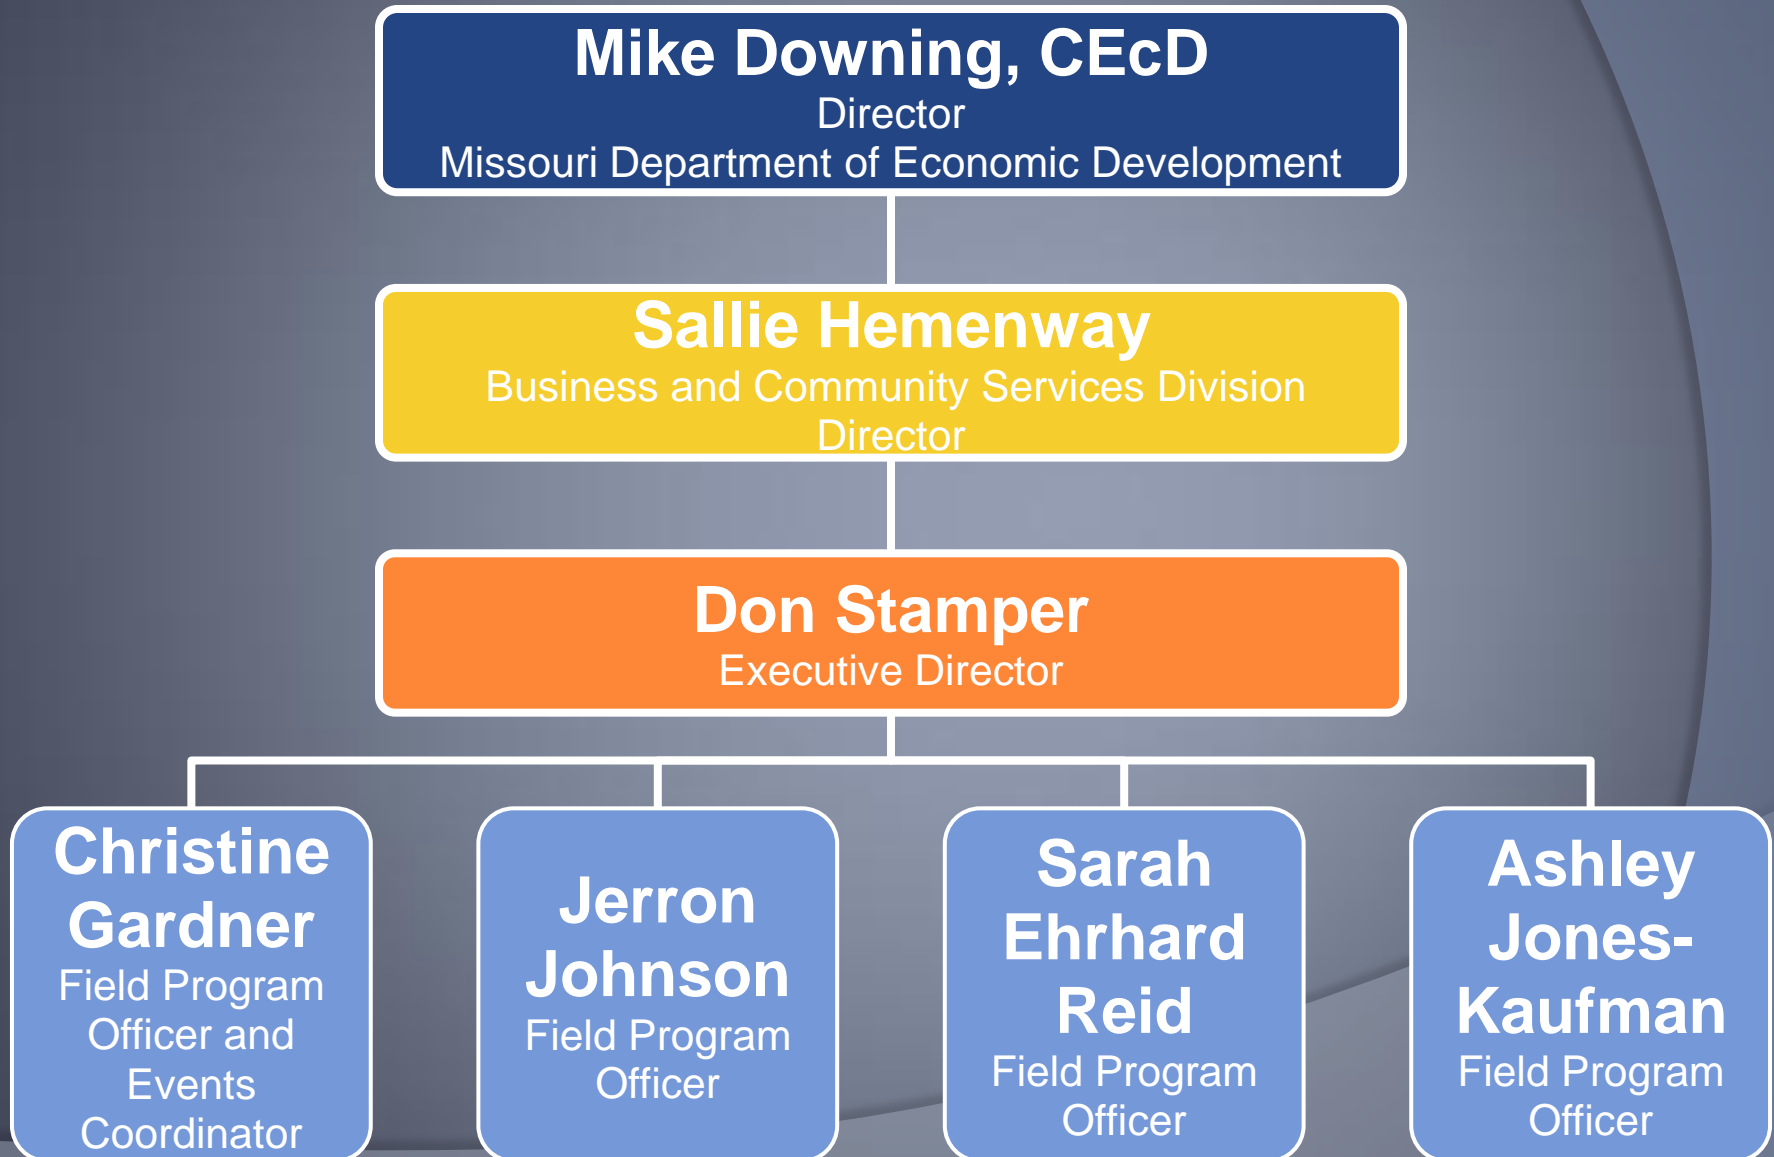 Mike Downing, CEcD
Director
Missouri Department of Economic Development
Sallie Hemenway
Business and Community Services Division
Director
Don Stamper
Executive Director
Christine
Gardner
Field Program
Officer and
Events
Coordinator
Jerron
Johnson
Field Program
Officer
Sarah
Ehrhard
Reid
Field Program
Officer
Ashley
Jones-
Kaufman
Field Program
Officer